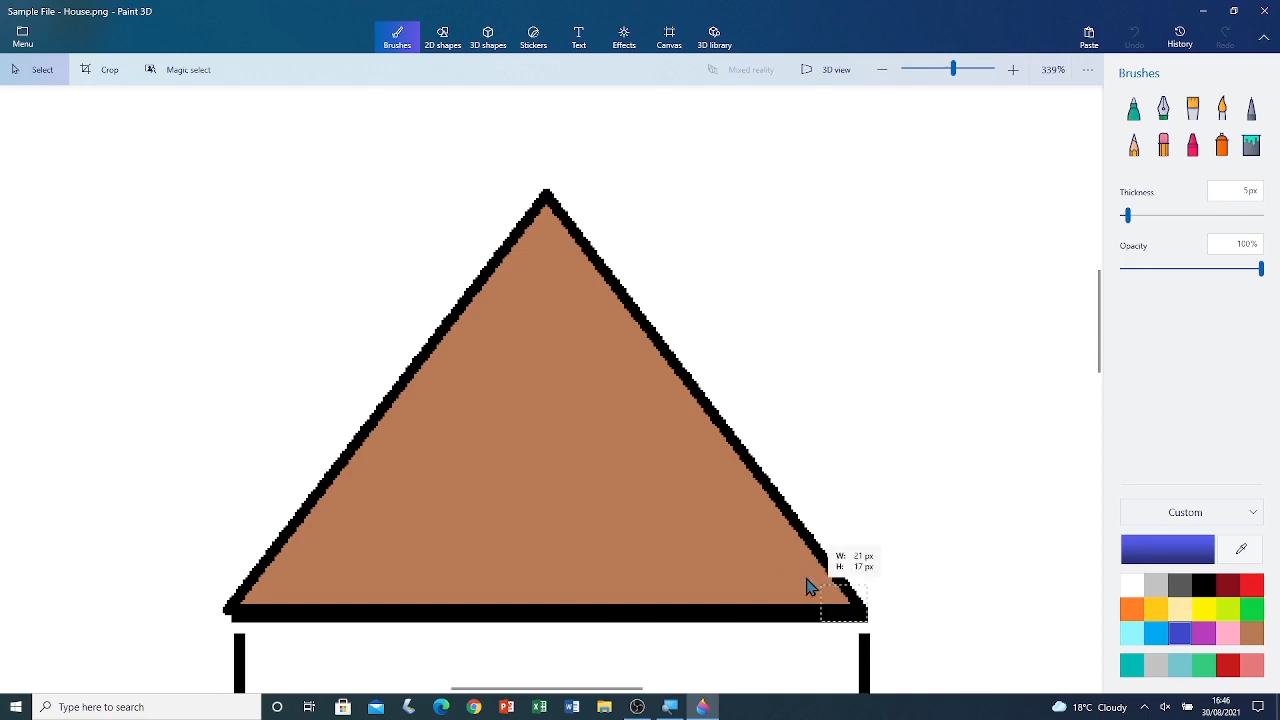 Sample File - House.png - Paint 3D
Menu
Brushes
2D shapes
3D shapes
Stickers
Text
Effects
Canvas
3D library
Paste
Undo
History
Redo
Select
Crop
Magic select
Mixed reality
3D view
339%
Brushes
Thickness
5px
Opacity
100%
W: 21 px
H: 17 px
Custom
Type here to search
18°C Cloudy
16:46
30/08/2021